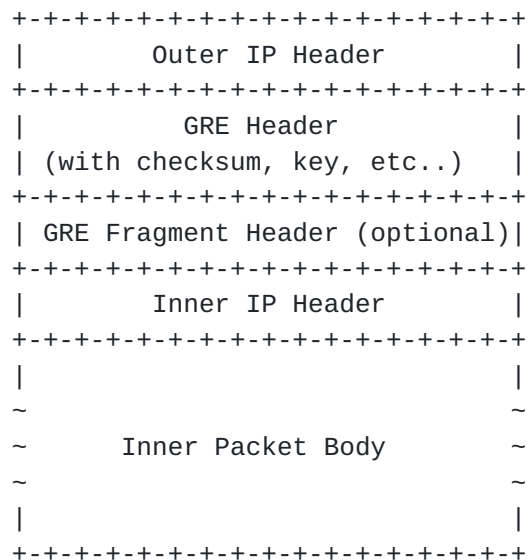 +-+-+-+-+-+-+-+-+-+-+-+-+-+-+-+-+
|        Outer IP Header        |
+-+-+-+-+-+-+-+-+-+-+-+-+-+-+-+-+
|          GRE Header           |
| (with checksum, key, etc..)   |
+-+-+-+-+-+-+-+-+-+-+-+-+-+-+-+-+
| GRE Fragment Header (optional)|
+-+-+-+-+-+-+-+-+-+-+-+-+-+-+-+-+
|        Inner IP Header        |
+-+-+-+-+-+-+-+-+-+-+-+-+-+-+-+-+
|                               |
~                               ~
~      Inner Packet Body        ~
~                               ~
|                               |
+-+-+-+-+-+-+-+-+-+-+-+-+-+-+-+-+